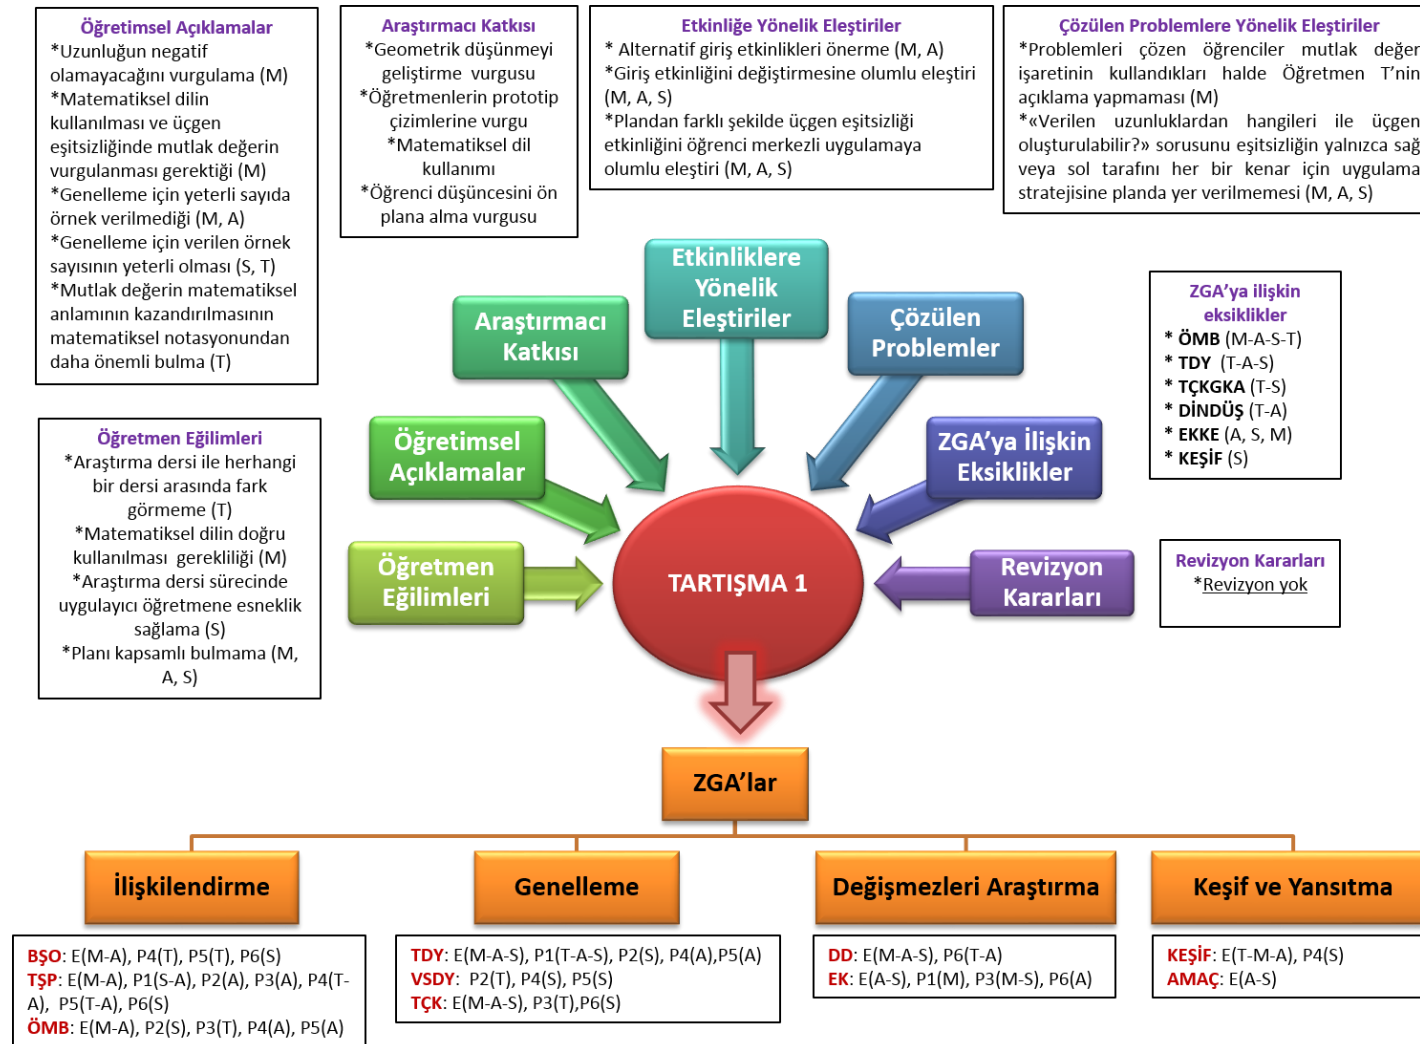 Öğretimsel Açıklamalar
*Uzunluğun negatif
olamayacağını vurgulama (M)
*Matematiksel dilin
kullanılması ve üçgen
eşitsizliğinde mutlak değerin
vurgulanması gerektiği (M)
*Genelleme için yeterli sayıda
örnek verilmediği (M, A)
*Genelleme için verilen örnek
sayısının yeterli olması (S, T)
*Mutlak değerin matematiksel
anlamının kazandırılmasının
matematiksel notasyonundan
daha önemli bulma (T)
Araştırmacı Katkısı
*Geometrik düşünmeyi
geliştirme vurgusu
*Öğretmenlerin prototip
çizimlerine vurgu
*Matematiksel dil
kullanımı
*Öğrenci düşüncesini ön
plana alma vurgusu
Etkinliğe Yönelik Eleştiriler
* Alternatif giriş etkinlikleri önerme (M, A)
*Giriş etkinliğini değiştirmesine olumlu eleştiri
(M, A, S)
*Plandan farklı şekilde üçgen eşitsizliği
etkinliğini öğrenci merkezli uygulamaya
olumlu eleştiri (M, A, S)
Çözülen Problemlere Yönelik Eleştiriler
*Problemleri çözen öğrenciler mutlak değer
işaretinin kullandıkları halde Öğretmen T'nin
açıklama yapmaması (M)
*«Verilen uzunluklardan hangileri ile üçgen
oluşturulabilir?» sorusunu eşitsizliğin yalnızca sağ
veya sol tarafını her bir kenar için uygulama
stratejisine planda yer verilmemesi (M, A, S)
Etkinliklere
Yönelik
Eleştiriler
Araştırmacı
Katkısı
Çözülen
Problemler
ZGA'ya ilişkin
eksiklikler
* ÖMB (M-A-S-T)
* TDY (T-A-S)
* TÇKGKA (T-S)
* DİNDÜŞ (T-A)
* EKKE (A, S, M)
* KEŞİF (S)
Öğretmen Eğilimleri
*Araştırma dersi ile herhangi
bir dersi arasında fark
görmeme (T)
*Matematiksel dilin doğru
kullanılması gerekliliği (M)
*Araştırma dersi sürecinde
uygulayıcı öğretmene esneklik
sağlama (S)
*Planı kapsamlı bulmama (M,
A, S)
Öğretimsel
Açıklamalar
ZGA'ya İlişkin
Eksiklikler
Öğretmen
Eğilimleri
TARTIŞMA 1
Revizyon
Kararları
Revizyon Kararları
*Revizyon yok
ZGA'lar
İlişkilendirme
Genelleme
Değişmezleri Araştırma
Keşif ve Yansıtma
BŞO: E(M-A), P4(T), P5(T), P6(S)
TŞP: E(M-A), P1(S-A), P2(A), P3(A), P4(T-
A), P5(T-A), P6(S)
ÖMB: E(M-A), P2(S), P3(T), P4(A), P5(A)
TDY: E(M-A-S), P1(T-A-S), P2(S), P4(A),P5(A)
VSDY: P2(T), P4(S), P5(S)
TÇK: E(M-A-S), P3(T),P6(S)
DD: E(M-A-S), P6(T-A)
EK: E(A-S), P1(M), P3(M-S), P6(A)
KEŞİF: E(T-M-A), P4(S)
AMAÇ: E(A-S)